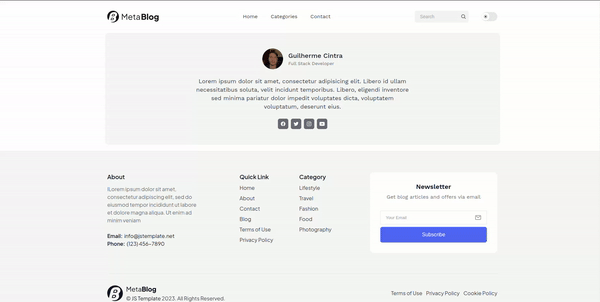 MetaBlog
Home Categories Contact
Search
Guilherme Cintra
Full Stack Developer
Lorem ipsum dolor sit amet, consectetur adipisicing elit. Libero id ullam
necessitatibus soluta, velit incidunt temporibus. Libero, eligendi inventore
sed minima pariatur dolor impedit voluptates dicta, voluptatem
voluptatum, deserunt eius.
About
lLorem ipsum dolor sit amet,
consectetur adipiscing elit, sed do
eiusmod tempor incididunt ut labore
et dolore magna aliqua. Ut enim ad
minim veniam
Email: info@jstemplate.net
Phone: (123) 456-7890
Quick Link
Home
About
Contact
Blog
Terms of Use
Privacy Policy
Category
Lifestyle
Travel
Fashion
Food
Photography
Newsletter
Get blog articles and offers via email
Your Email
Subscribe
MetaBlog
© JS Template 2023. All Rights Reserved.
Terms of Use Privacy Policy Cookie Policy